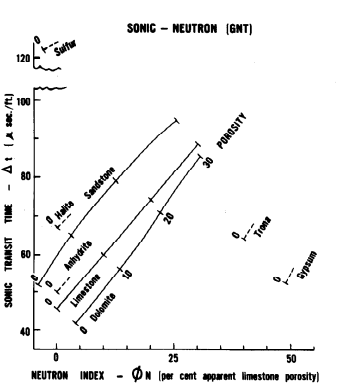 SONIC – NEUTRON (GNT)
120
100
80
60
40
SONIC TRANSIT TIME – Δt (μ sec./ft.)
0 Sulfur
0 Halite
Sandstone
0
0 Anhydrite
0 Limestone
0 Dolomite
10
20
30
POROSITY
0 Trona
0 Gypsum
0 25 50
NEUTRON INDEX – ØN (per cent apparent limestone porosity)